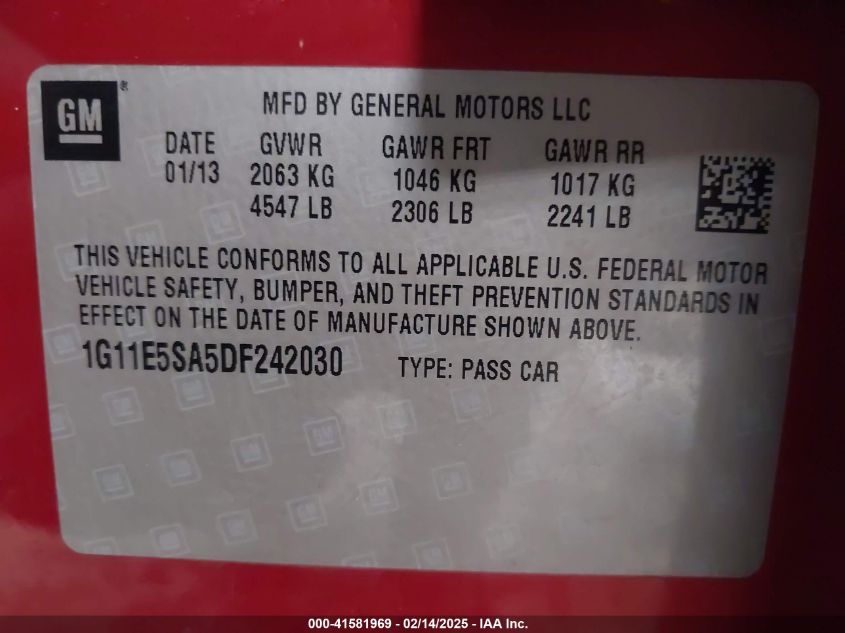 GM®
MFD BY GENERAL MOTORS LLC
DATE GVWR GAWR FRT GAWR RR
01/13 2063 KG 1046 KG 1017 KG
4547 LB 2306 LB 2241 LB
THIS VEHICLE CONFORMS TO ALL APPLICABLE U.S. FEDERAL MOTOR
VEHICLE SAFETY, BUMPER, AND THEFT PREVENTION STANDARDS IN
EFFECT ON THE DATE OF MANUFACTURE SHOWN ABOVE.
1G11E5SA5DF242030 TYPE: PASS CAR
000-41581969 – 02/14/2025 - IAA Inc.